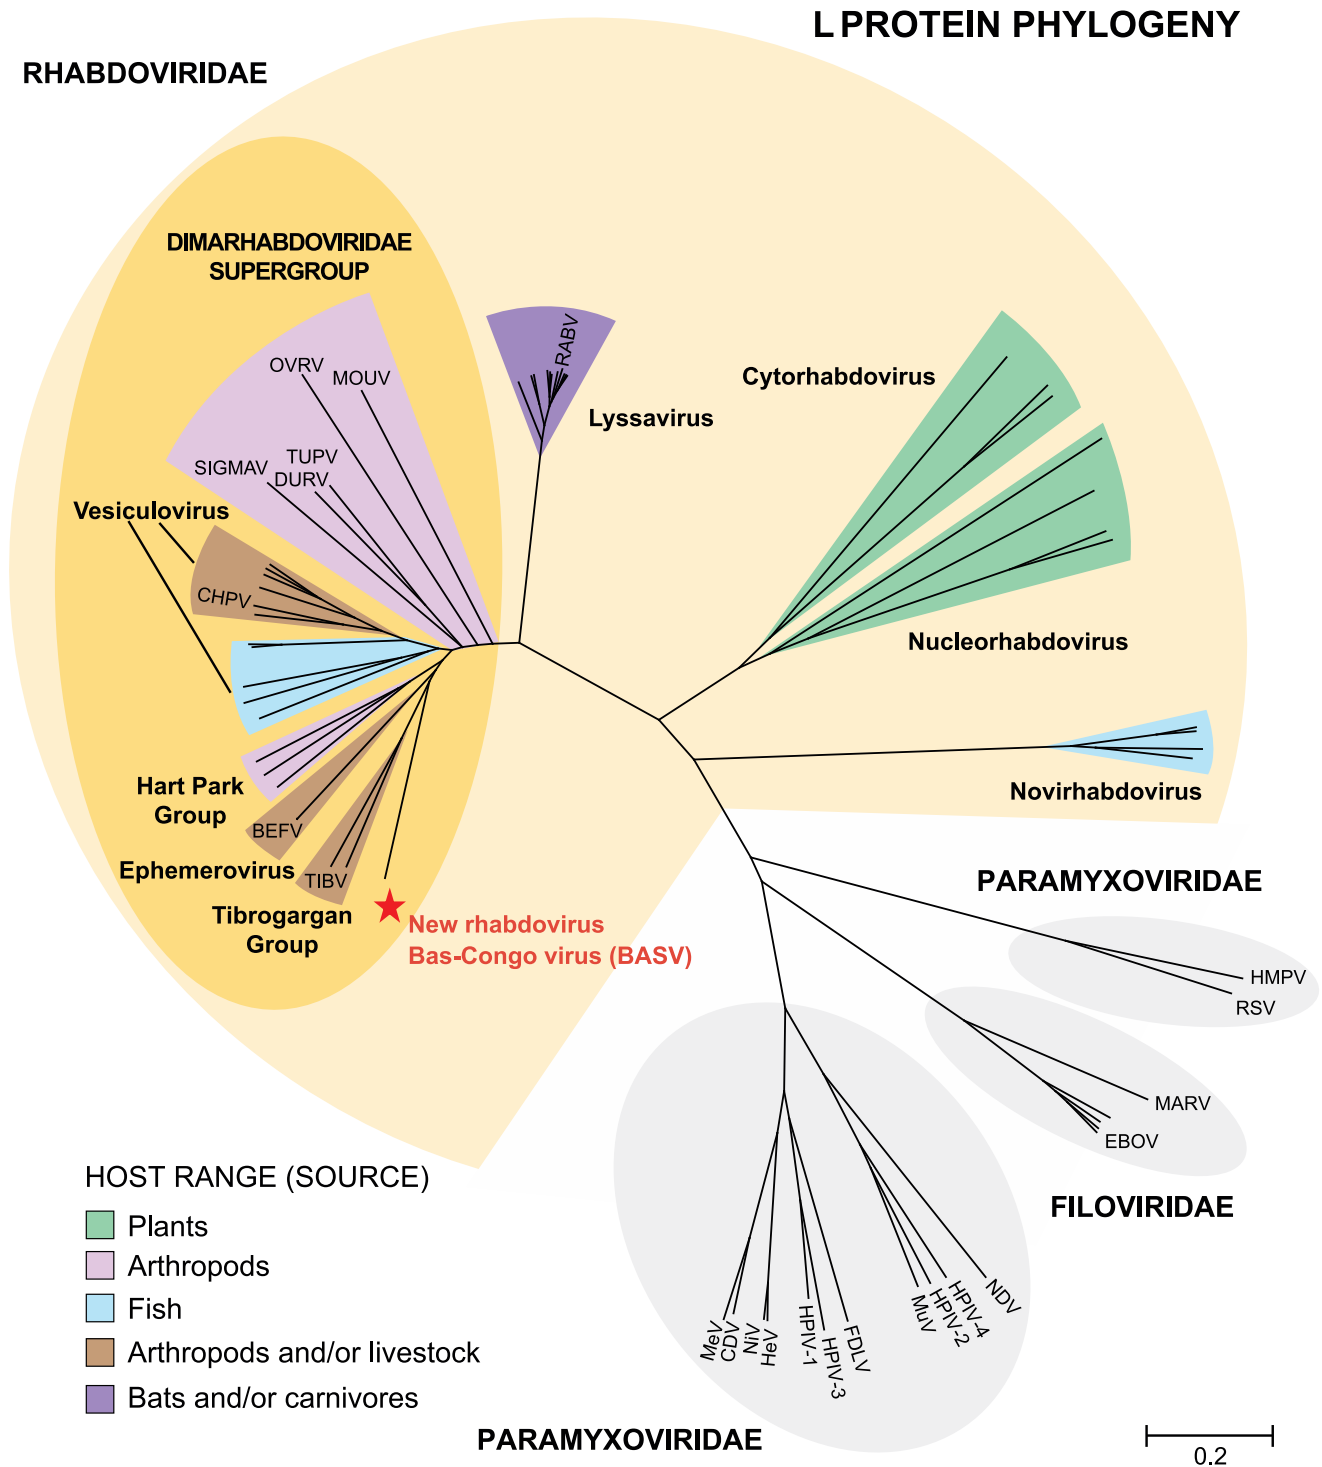 L PROTEIN PHYLOGENY
RHABDOVIRIDAE
DIMARHABDOVIRIDAE
SUPERGROUP
OVRV
MOUV
TUPV
SIGMAV
DURV
RABV
Lyssavirus
Cytorhabdovirus
Vesiculovirus
CHPV
Nucleorhabdovirus
Hart Park
Group
BEFV
Ephemerovirus
TIBV
Tibrogargan
Group
New rhabdovirus
Bas-Congo virus (BASV)
Novirhabdovirus
PARAMYXOVIRIDAE
HMPV
RSV
MARV
EBOV
FILOVIRIDAE
MeV
CDV
NiV
HeV
HPIV-1
HPIV-3
FDLV
MuV
HPIV-2
HPIV-4
NDV
PARAMYXOVIRIDAE
HOST RANGE (SOURCE)
Plants
Arthropods
Fish
Arthropods and/or livestock
Bats and/or carnivores
0.2